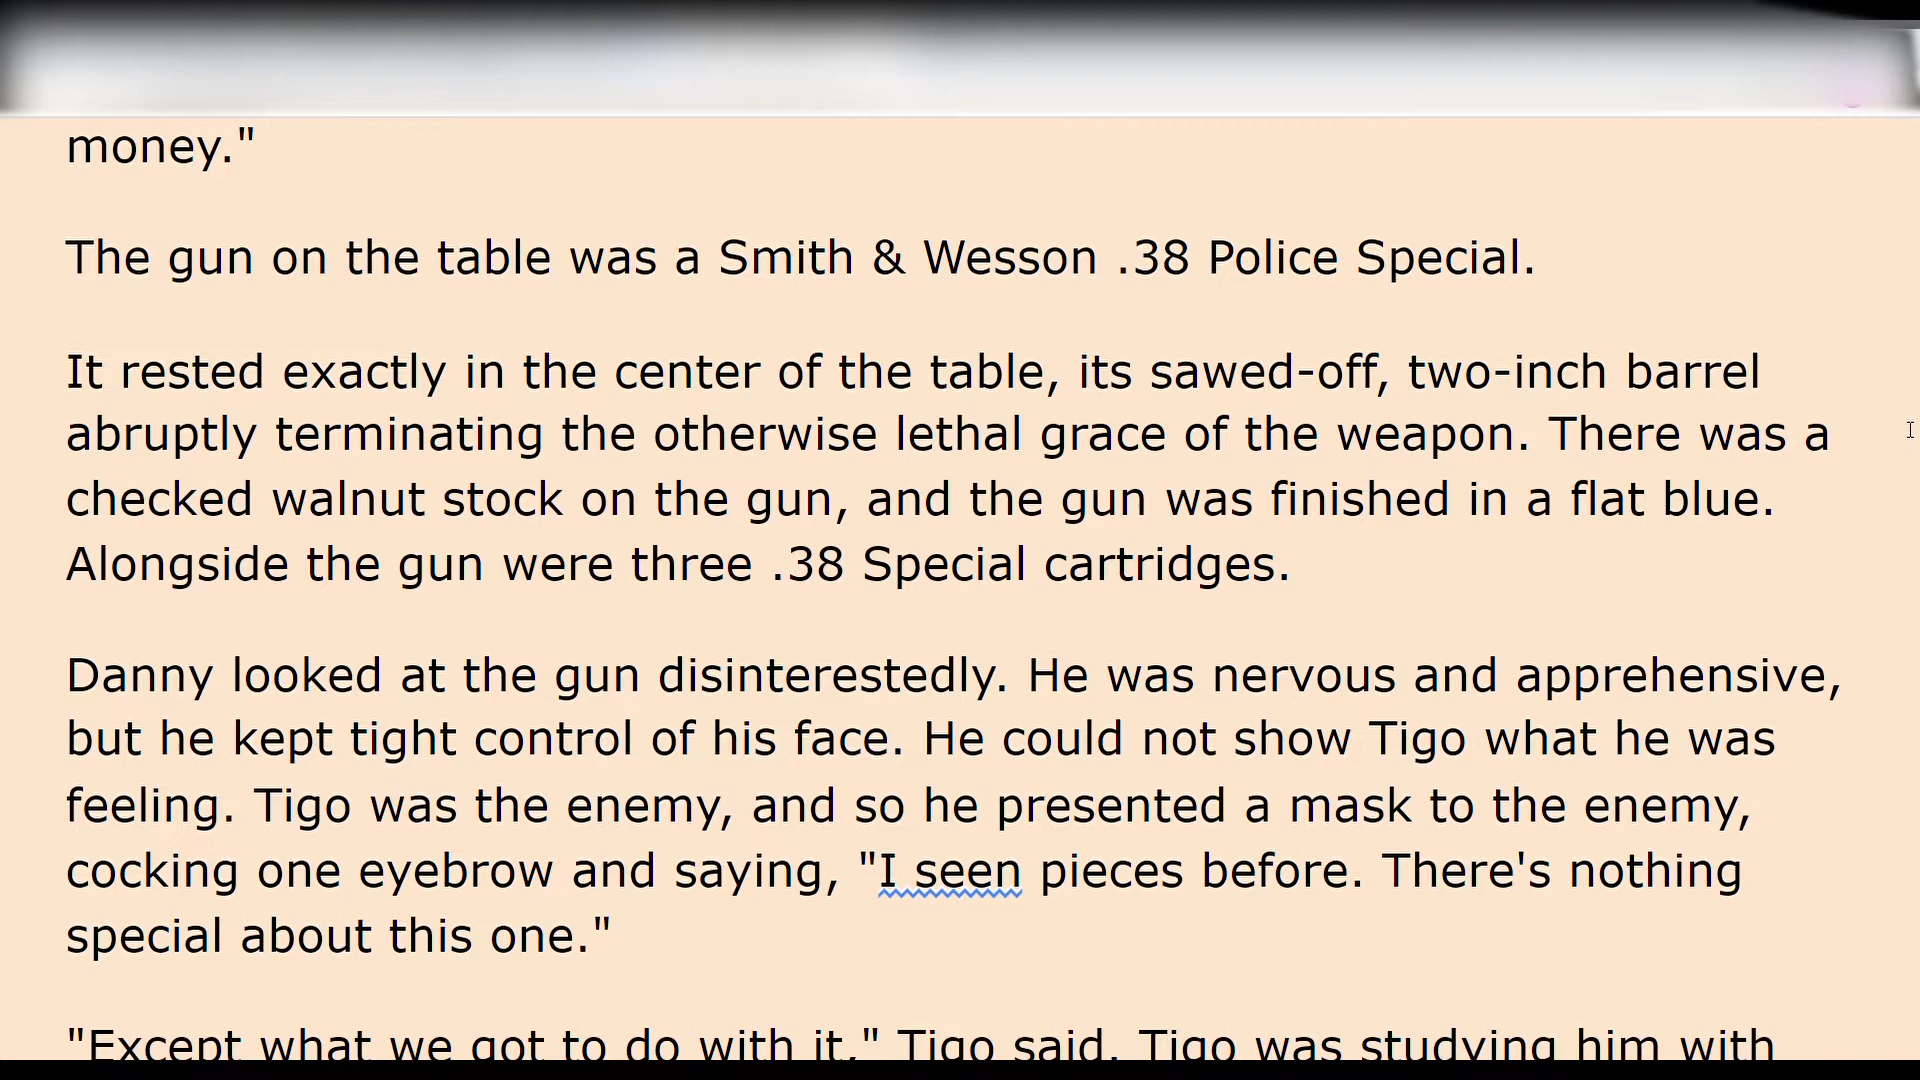 money."
The gun on the table was a Smith & Wesson .38 Police Special.
It rested exactly in the center of the table, its sawed-off, two-inch barrel
abruptly terminating the otherwise lethal grace of the weapon. There was a
checked walnut stock on the gun, and the gun was finished in a flat blue.
Alongside the gun were three .38 Special cartridges.
Danny looked at the gun disinterestedly. He was nervous and apprehensive,
but he kept tight control of his face. He could not show Tigo what he was
feeling. Tigo was the enemy, and so he presented a mask to the enemy,
cocking one eyebrow and saying, "I seen pieces before. There's nothing
special about this one."
"Except what we got to do with it," Tigo said. Tigo was studying him with